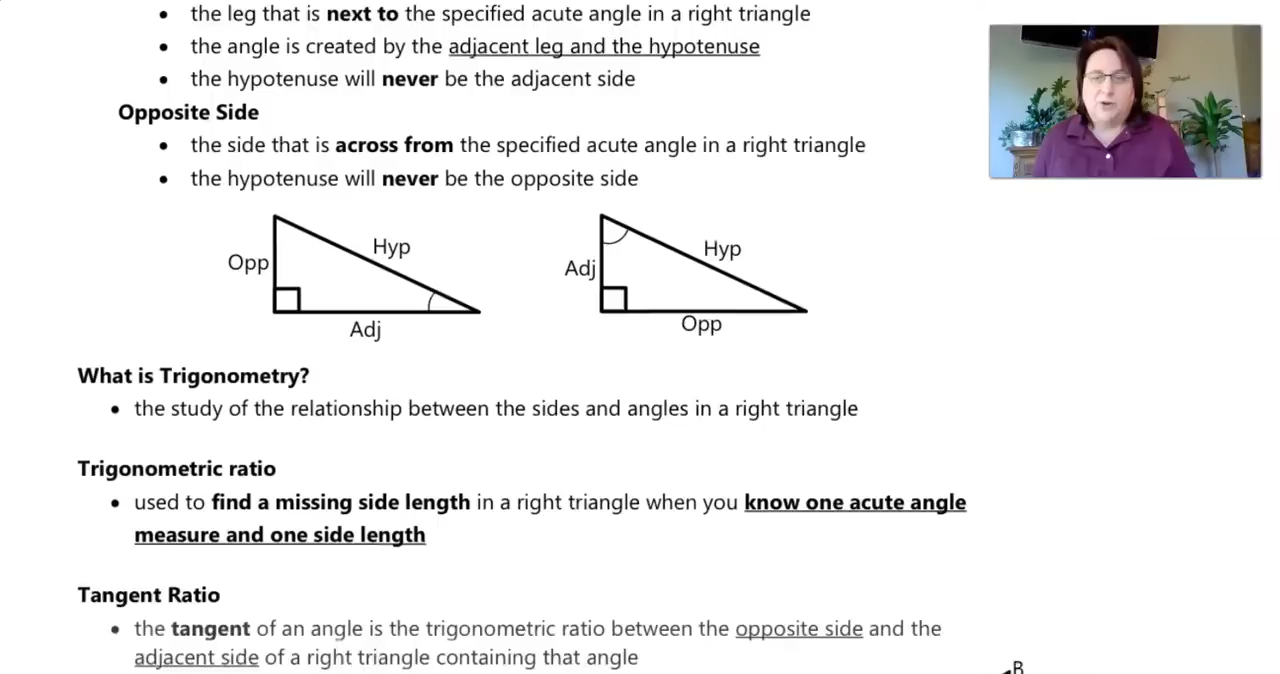 • the leg that is next to the specified acute angle in a right triangle
• the angle is created by the adjacent leg and the hypotenuse
• the hypotenuse will never be the adjacent side
Opposite Side
• the side that is across from the specified acute angle in a right triangle
• the hypotenuse will never be the opposite side
Opp
Hyp
Adj
Adj
Hyp
Opp
What is Trigonometry?
• the study of the relationship between the sides and angles in a right triangle
Trigonometric ratio
• used to find a missing side length in a right triangle when you know one acute angle
measure and one side length
Tangent Ratio
• the tangent of an angle is the trigonometric ratio between the opposite side and the
adjacent side of a right triangle containing that angle
B